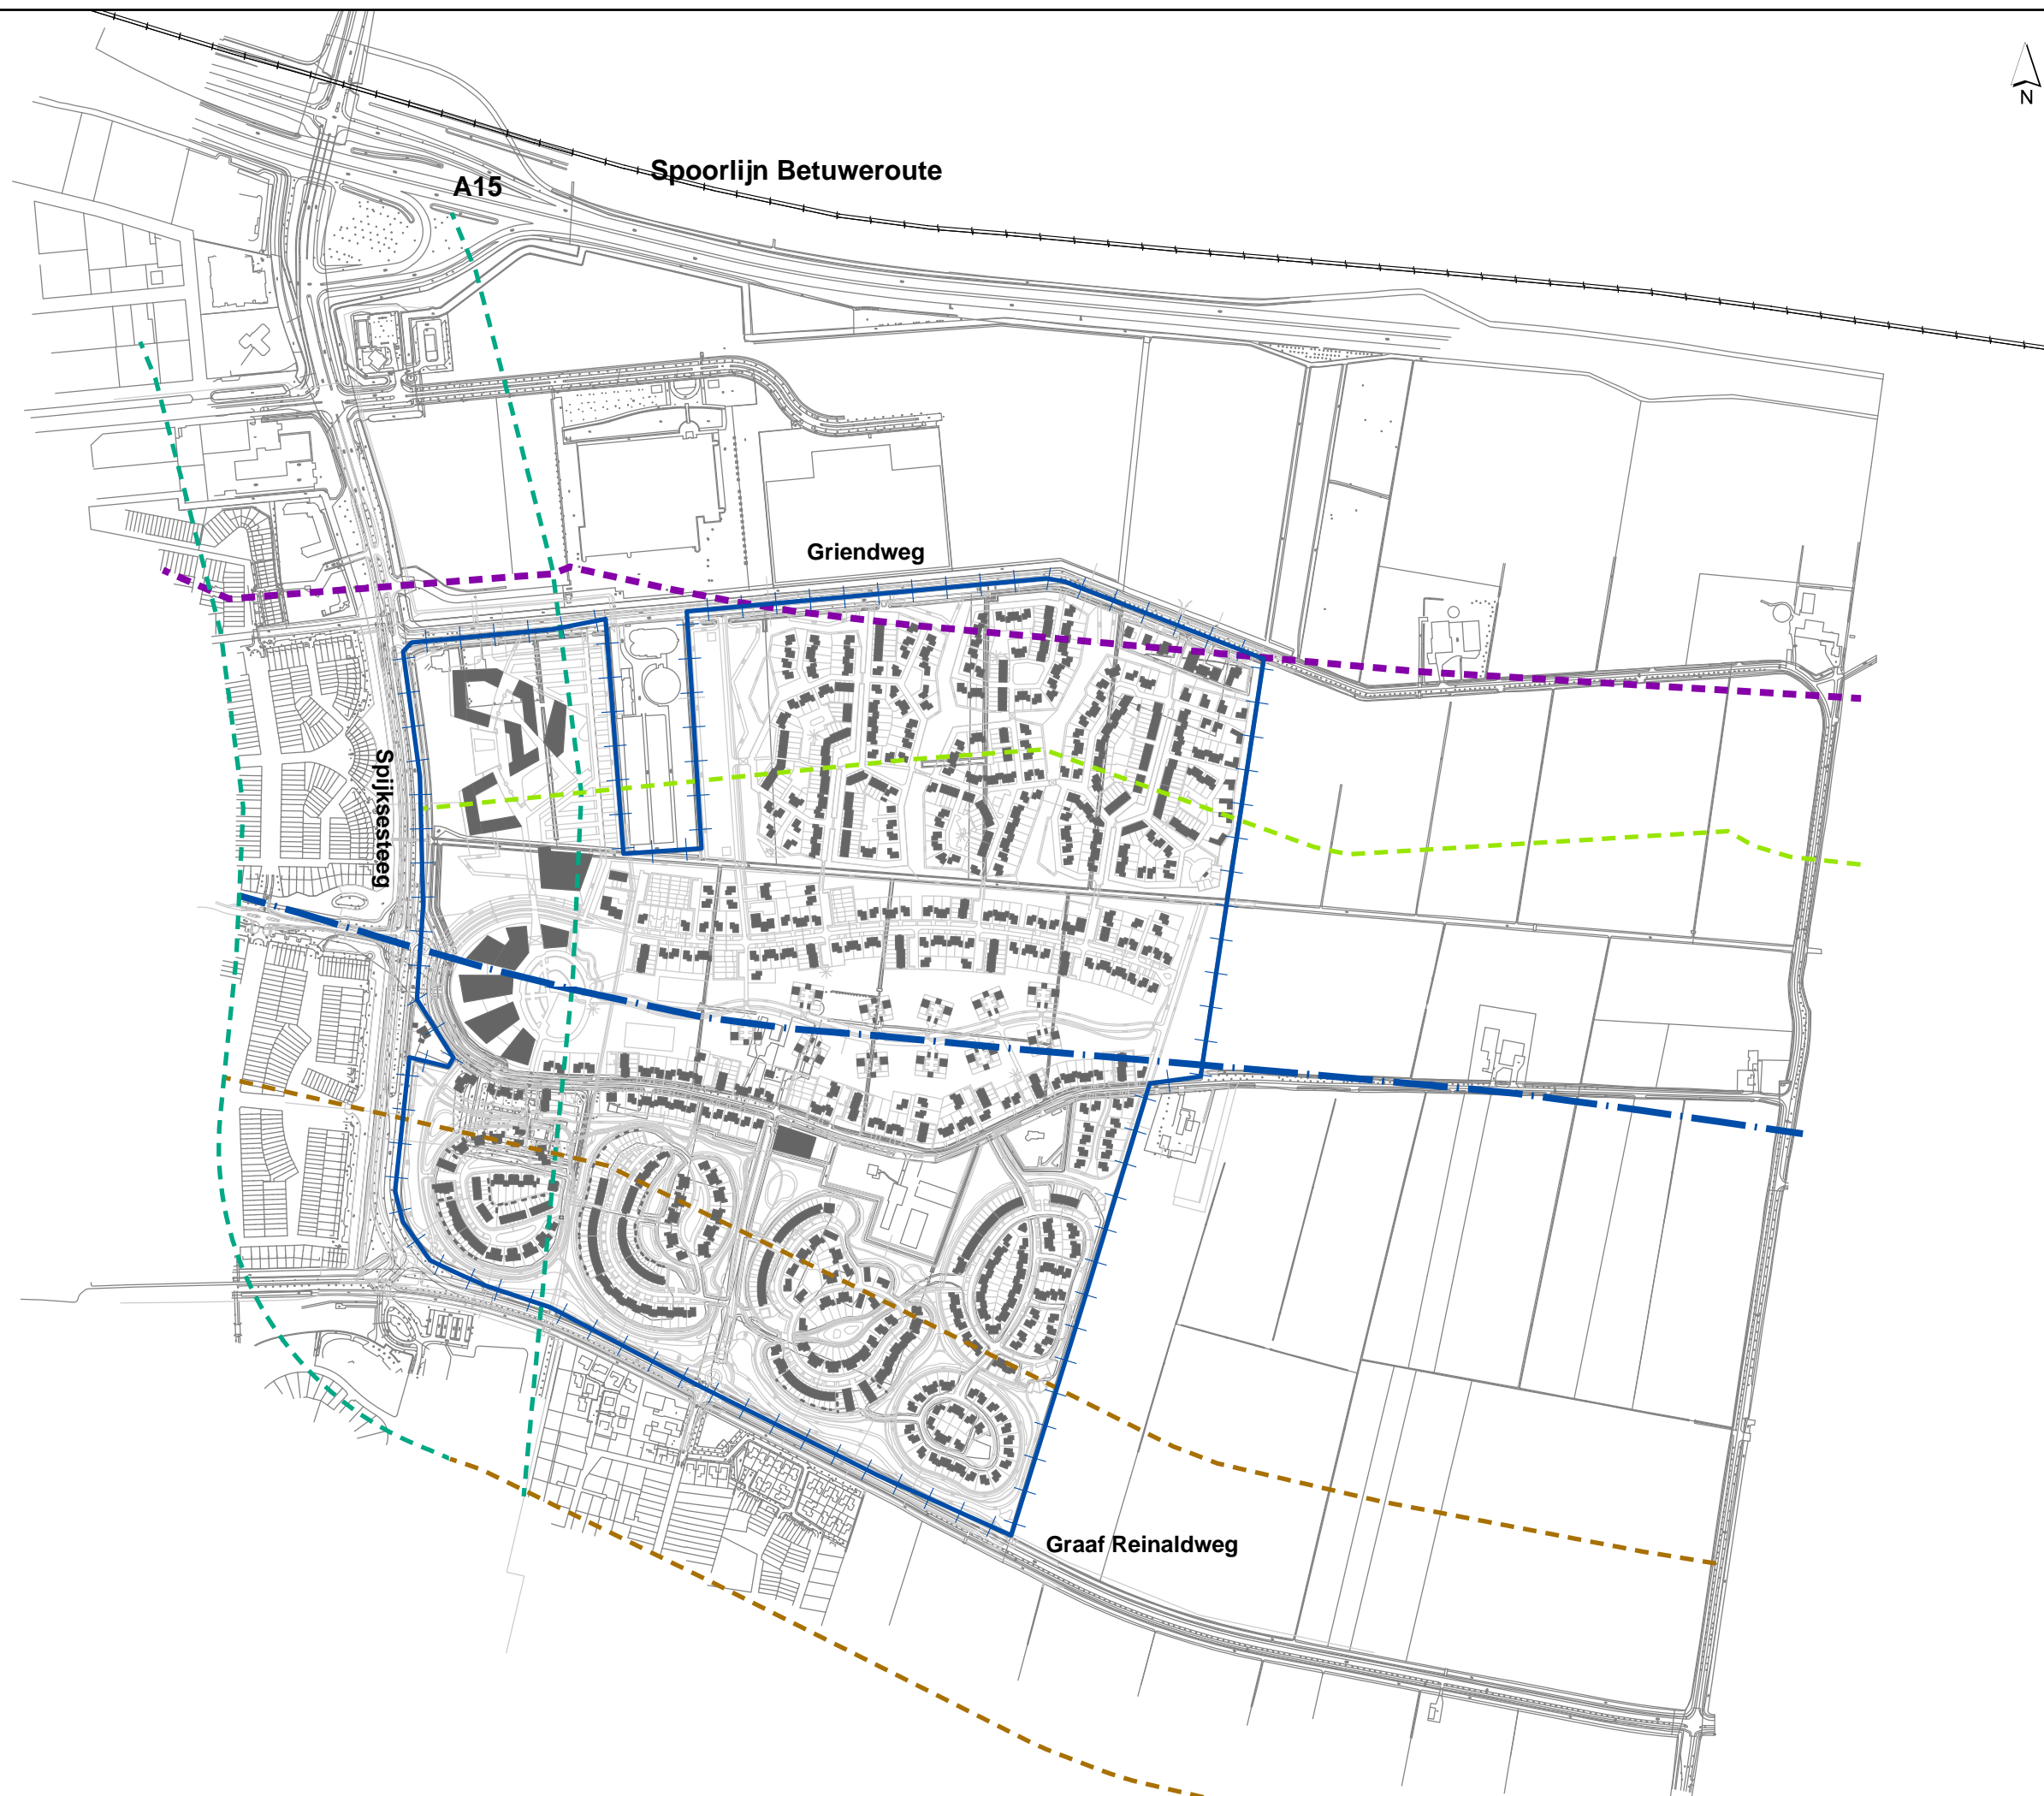 N
Spoorlijn Betuweroute
A15
Griendweg
Spijksesteeg
Graaf Reinaldweg